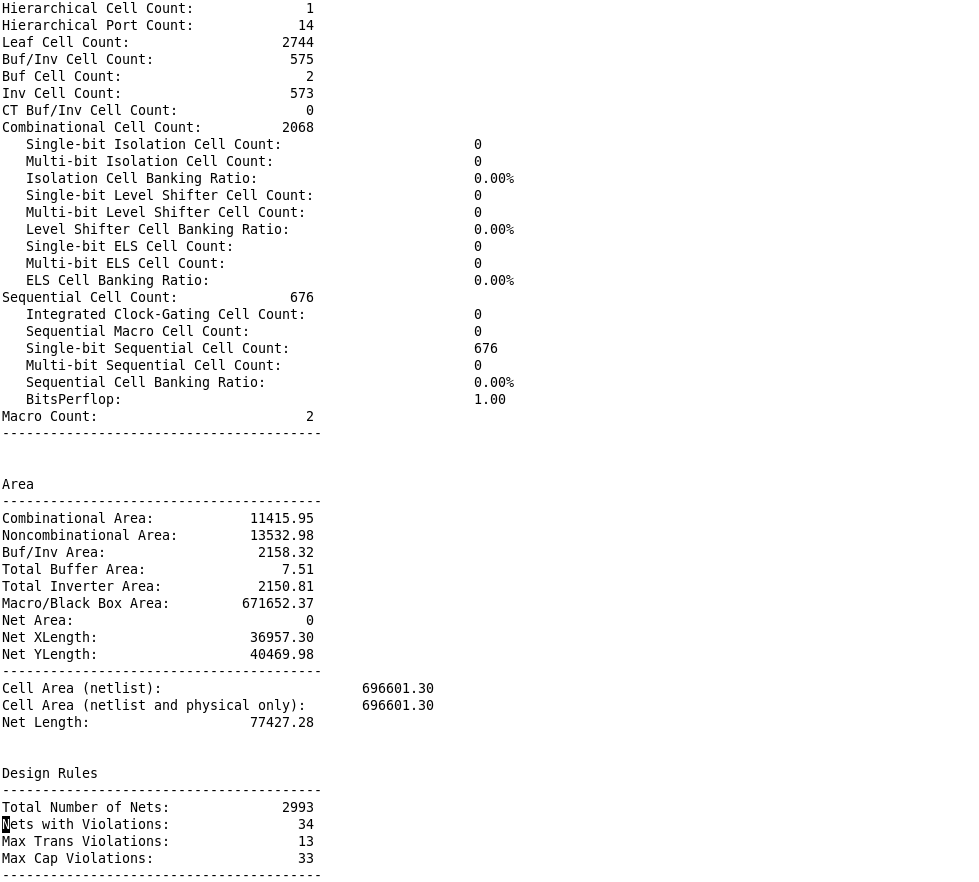 Hierarchical Cell Count: 1
Hierarchical Port Count: 14
Leaf Cell Count: 2744
Buf/Inv Cell Count: 575
Buf Cell Count: 2
Inv Cell Count: 573
CT Buf/Inv Cell Count: 0
Combinational Cell Count: 2068
Single-bit Isolation Cell Count: 0
Multi-bit Isolation Cell Count: 0
Isolation Cell Banking Ratio: 0.00%
Single-bit Level Shifter Cell Count: 0
Multi-bit Level Shifter Cell Count: 0
Level Shifter Cell Banking Ratio: 0.00%
Single-bit ELS Cell Count: 0
Multi-bit ELS Cell Count: 0
ELS Cell Banking Ratio: 0.00%
Sequential Cell Count: 676
Integrated Clock-Gating Cell Count: 0
Sequential Macro Cell Count: 0
Single-bit Sequential Cell Count: 676
Multi-bit Sequential Cell Count: 0
Sequential Cell Banking Ratio: 0.00%
BitsPerflop: 1.00
Macro Count: 2
----------------------------------------
Area
----------------------------------------
Combinational Area: 11415.95
Noncombinational Area: 13532.98
Buf/Inv Area: 2158.32
Total Buffer Area: 7.51
Total Inverter Area: 2150.81
Macro/Black Box Area: 671652.37
Net Area: 0
Net XLength: 36957.30
Net YLength: 40469.98
----------------------------------------
Cell Area (netlist): 696601.30
Cell Area (netlist and physical only): 696601.30
Net Length: 77427.28
Design Rules
----------------------------------------
Total Number of Nets: 2993
Nets with Violations: 34
Max Trans Violations: 13
Max Cap Violations: 33
----------------------------------------